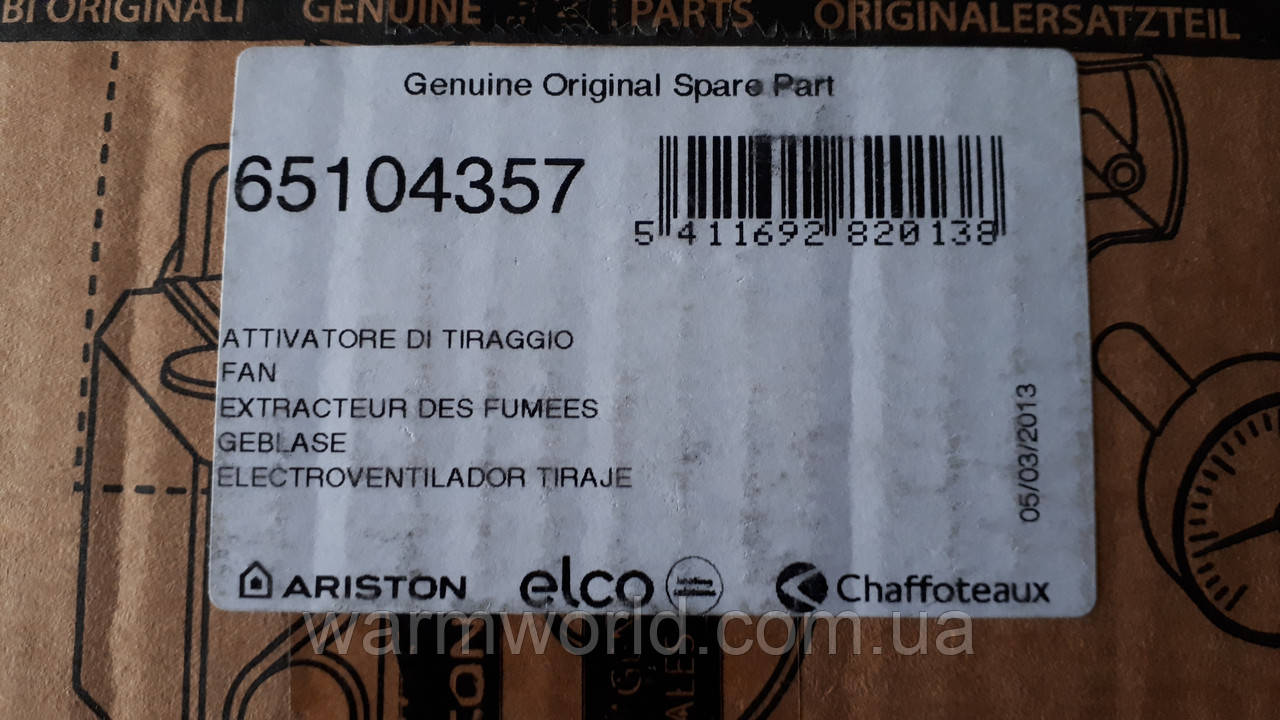 BI ORIGINALI GENUINE PARTS ORIGINALERSATZTEIL
Genuine Original Spare Part
65104357
5 411692 820138
ATTIVATORE DI TIRAGGIO
FAN
EXTRACTEUR DES FUMEES
GEBLASE
ELECTROVENTILADOR TIRAJE
05/03/2013
ARISTON elco Chaffoteaux
warmworld.com.ua